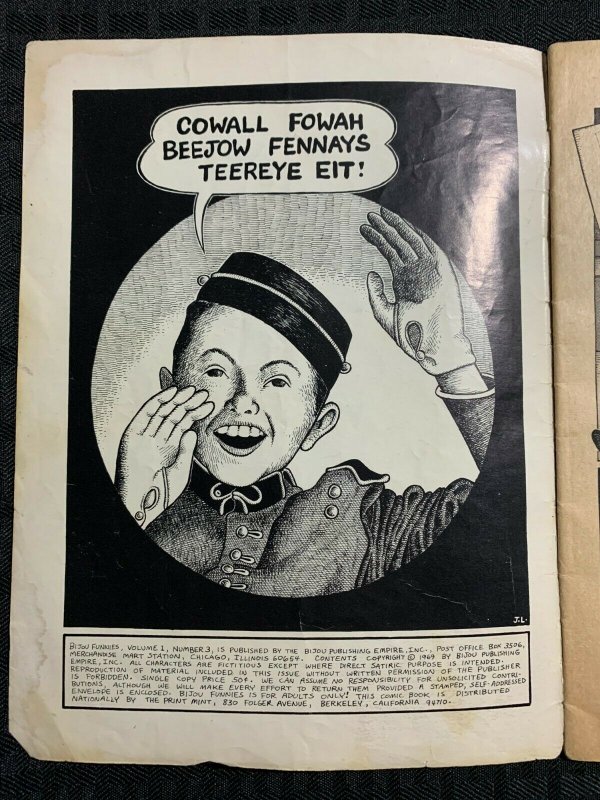 COWALL FOWAH
BEEJOW FENNAYS
TEEREYE EIT!
J.L.
BIJOU FUNNIES, VOLUME 1, NUMBER 3, IS PUBLISHED BY THE BIJOU PUBLISHING EMPIRE, INC., POST OFFICE BOX 3506,
MERCHANDISE MART STATION, CHICAGO, ILLINOIS 60654. CONTENTS COPYRIGHT © 1969 BY BIJOU PUBLISHING
EMPIRE, INC. ALL CHARACTERS ARE FICTITIOUS EXCEPT WHERE DIRECT SATIRIC PURPOSE IS INTENDED.
REPRODUCTION OF MATERIAL INCLUDED IN THIS ISSUE WITHOUT WRITTEN PERMISSION OF THE PUBLISHER
IS FORBIDDEN. SINGLE COPY PRICE 50¢. WE CAN ASSUME NO RESPONSIBILITY FOR UNSOLICITED CONTRI-
BUTIONS, ALTHOUGH WE WILL MAKE EVERY EFFORT TO RETURN THEM PROVIDED A STAMPED, SELF-ADDRESSED
ENVELOPE IS ENCLOSED. BIJOU FUNNIES IS FOR ADULTS ONLY! THIS COMIC BOOK IS DISTRIBUTED
NATIONALLY BY THE PRINT MINT, 830 FOLGER AVENUE, BERKELEY, CALIFORNIA 94710.